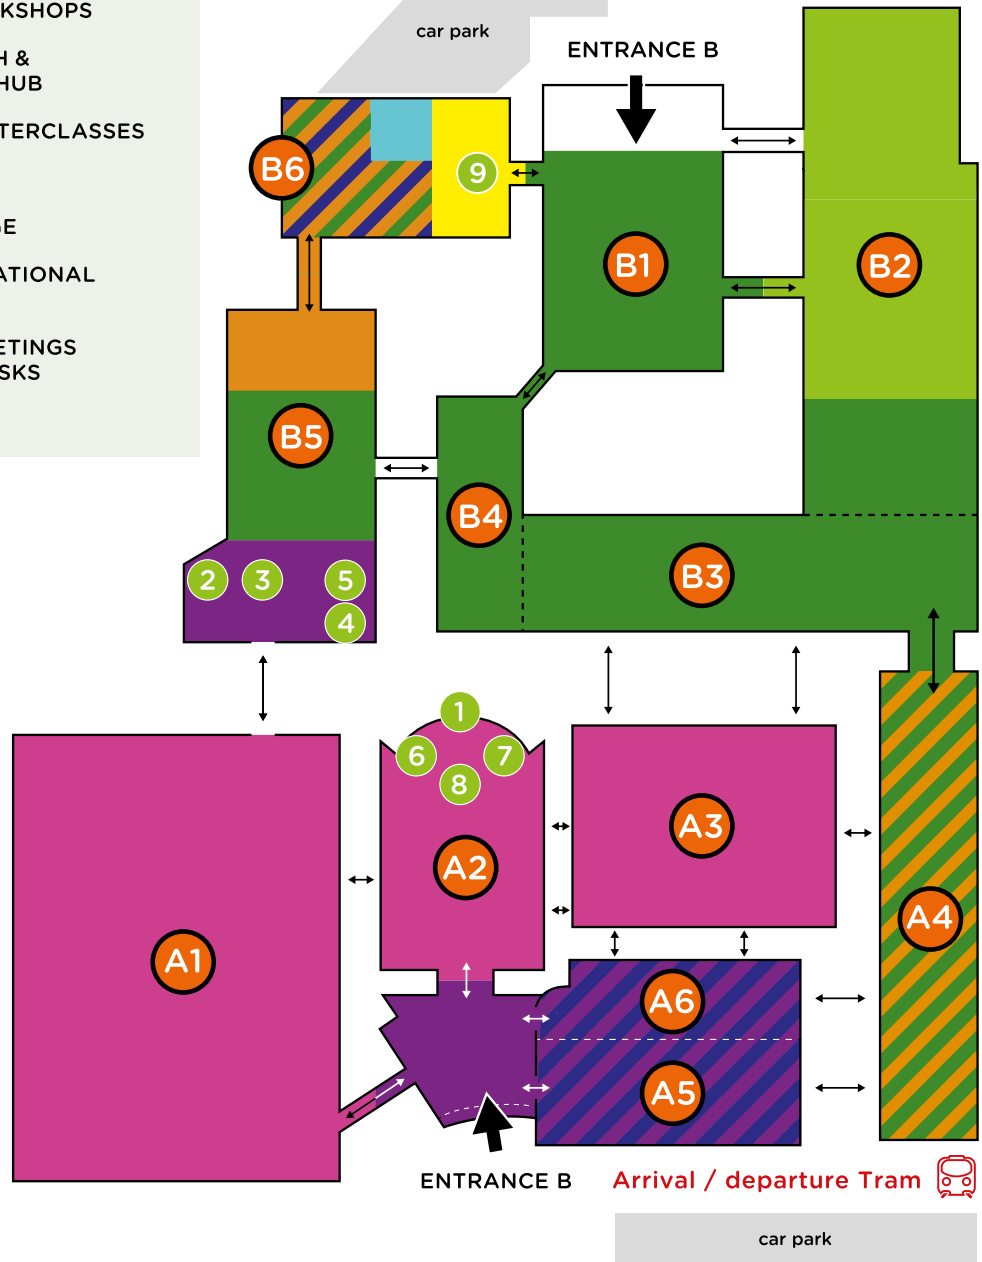 KSHOPS
H &
HUB
TERCLASSES
GE
ATIONAL
ETINGS
SKS
car park
ENTRANCE B
B6
9
B1
B2
B5
B4
B3
2
3
5
4
1
6
7
8
A3
A2
A4
A1
A6
A5
ENTRANCE B
Arrival / departure Tram
car park